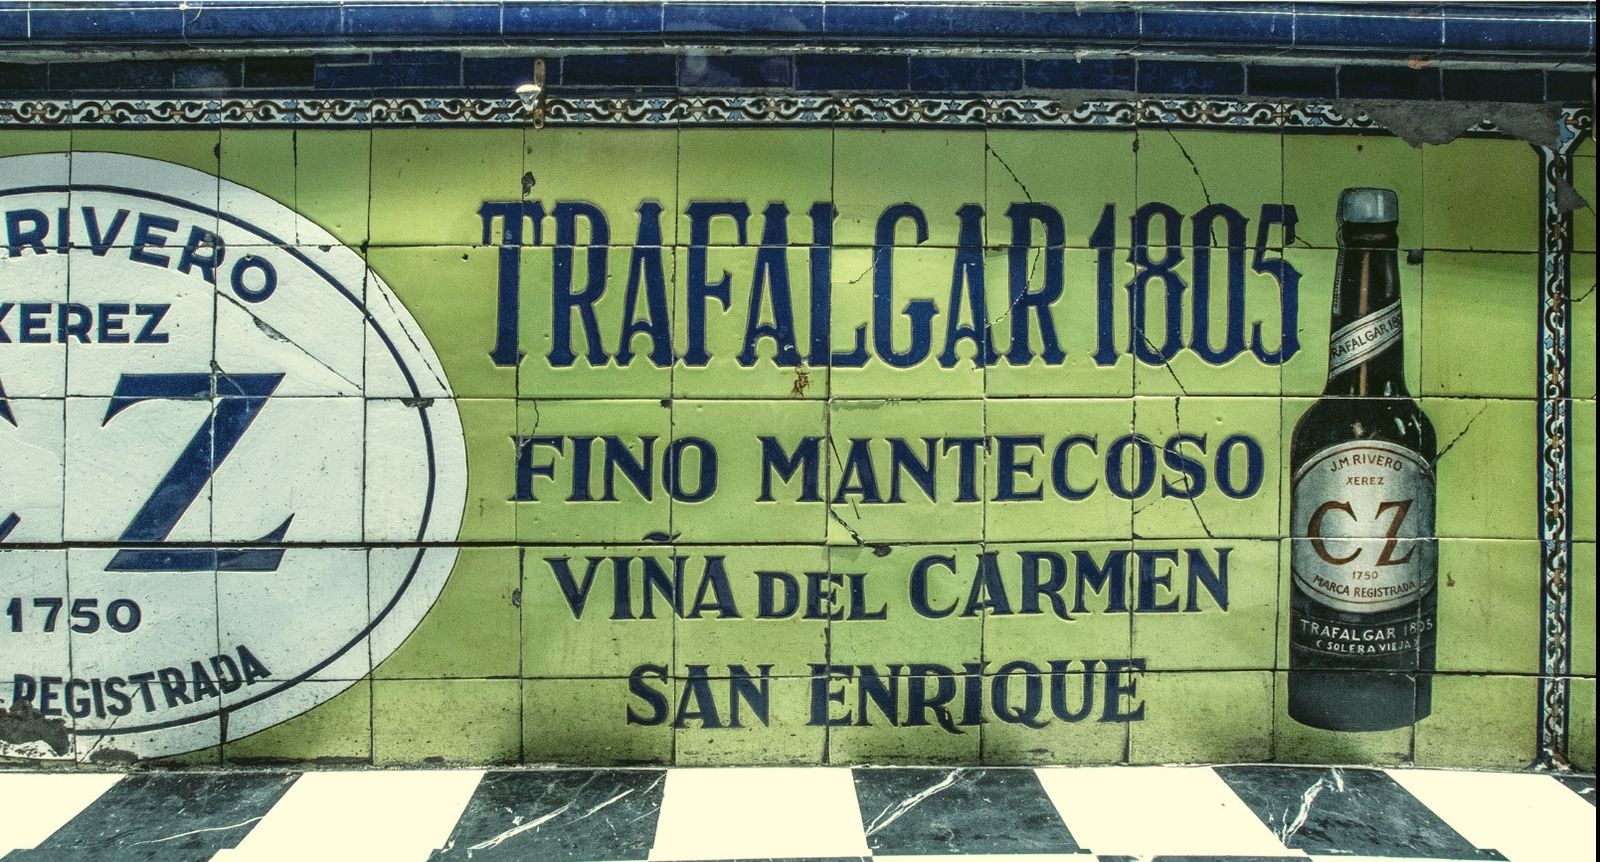 RIVERO
XEREZ
CZ
1750
REGISTRADA
TRAFALGAR 1805
FINO MANTECOSO
VIÑA DEL CARMEN
SAN ENRIQUE
TRAFALGAR 180
J.M RIVERO
XEREZ
CZ
1750
MARCA REGISTRADA
TRAFALGAR 1805
(SOLERA VIEJA)